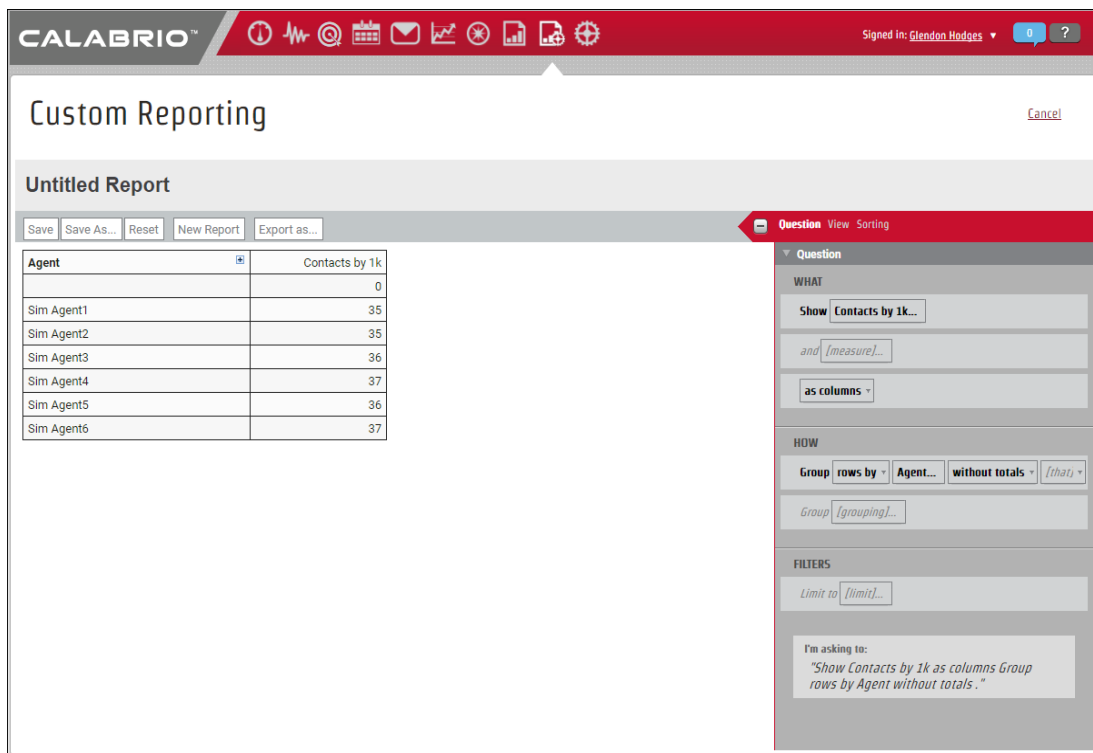 CALABRIO™
Signed in: Glendon Hodges ▼ 0 ?
Custom Reporting
Cancel
Untitled Report
Save Save As... Reset New Report Export as...
Question View Sorting
Agent Contacts by 1k
0
Sim Agent1 35
Sim Agent2 35
Sim Agent3 36
Sim Agent4 37
Sim Agent5 36
Sim Agent6 37
Question
WHAT
Show Contacts by 1k...
and [measure]...
as columns
HOW
Group rows by Agent... without totals [that)
Group [grouping]...
FILTERS
Limit to [limit]...
I'm asking to:
"Show Contacts by 1k as columns Group
rows by Agent without totals ."